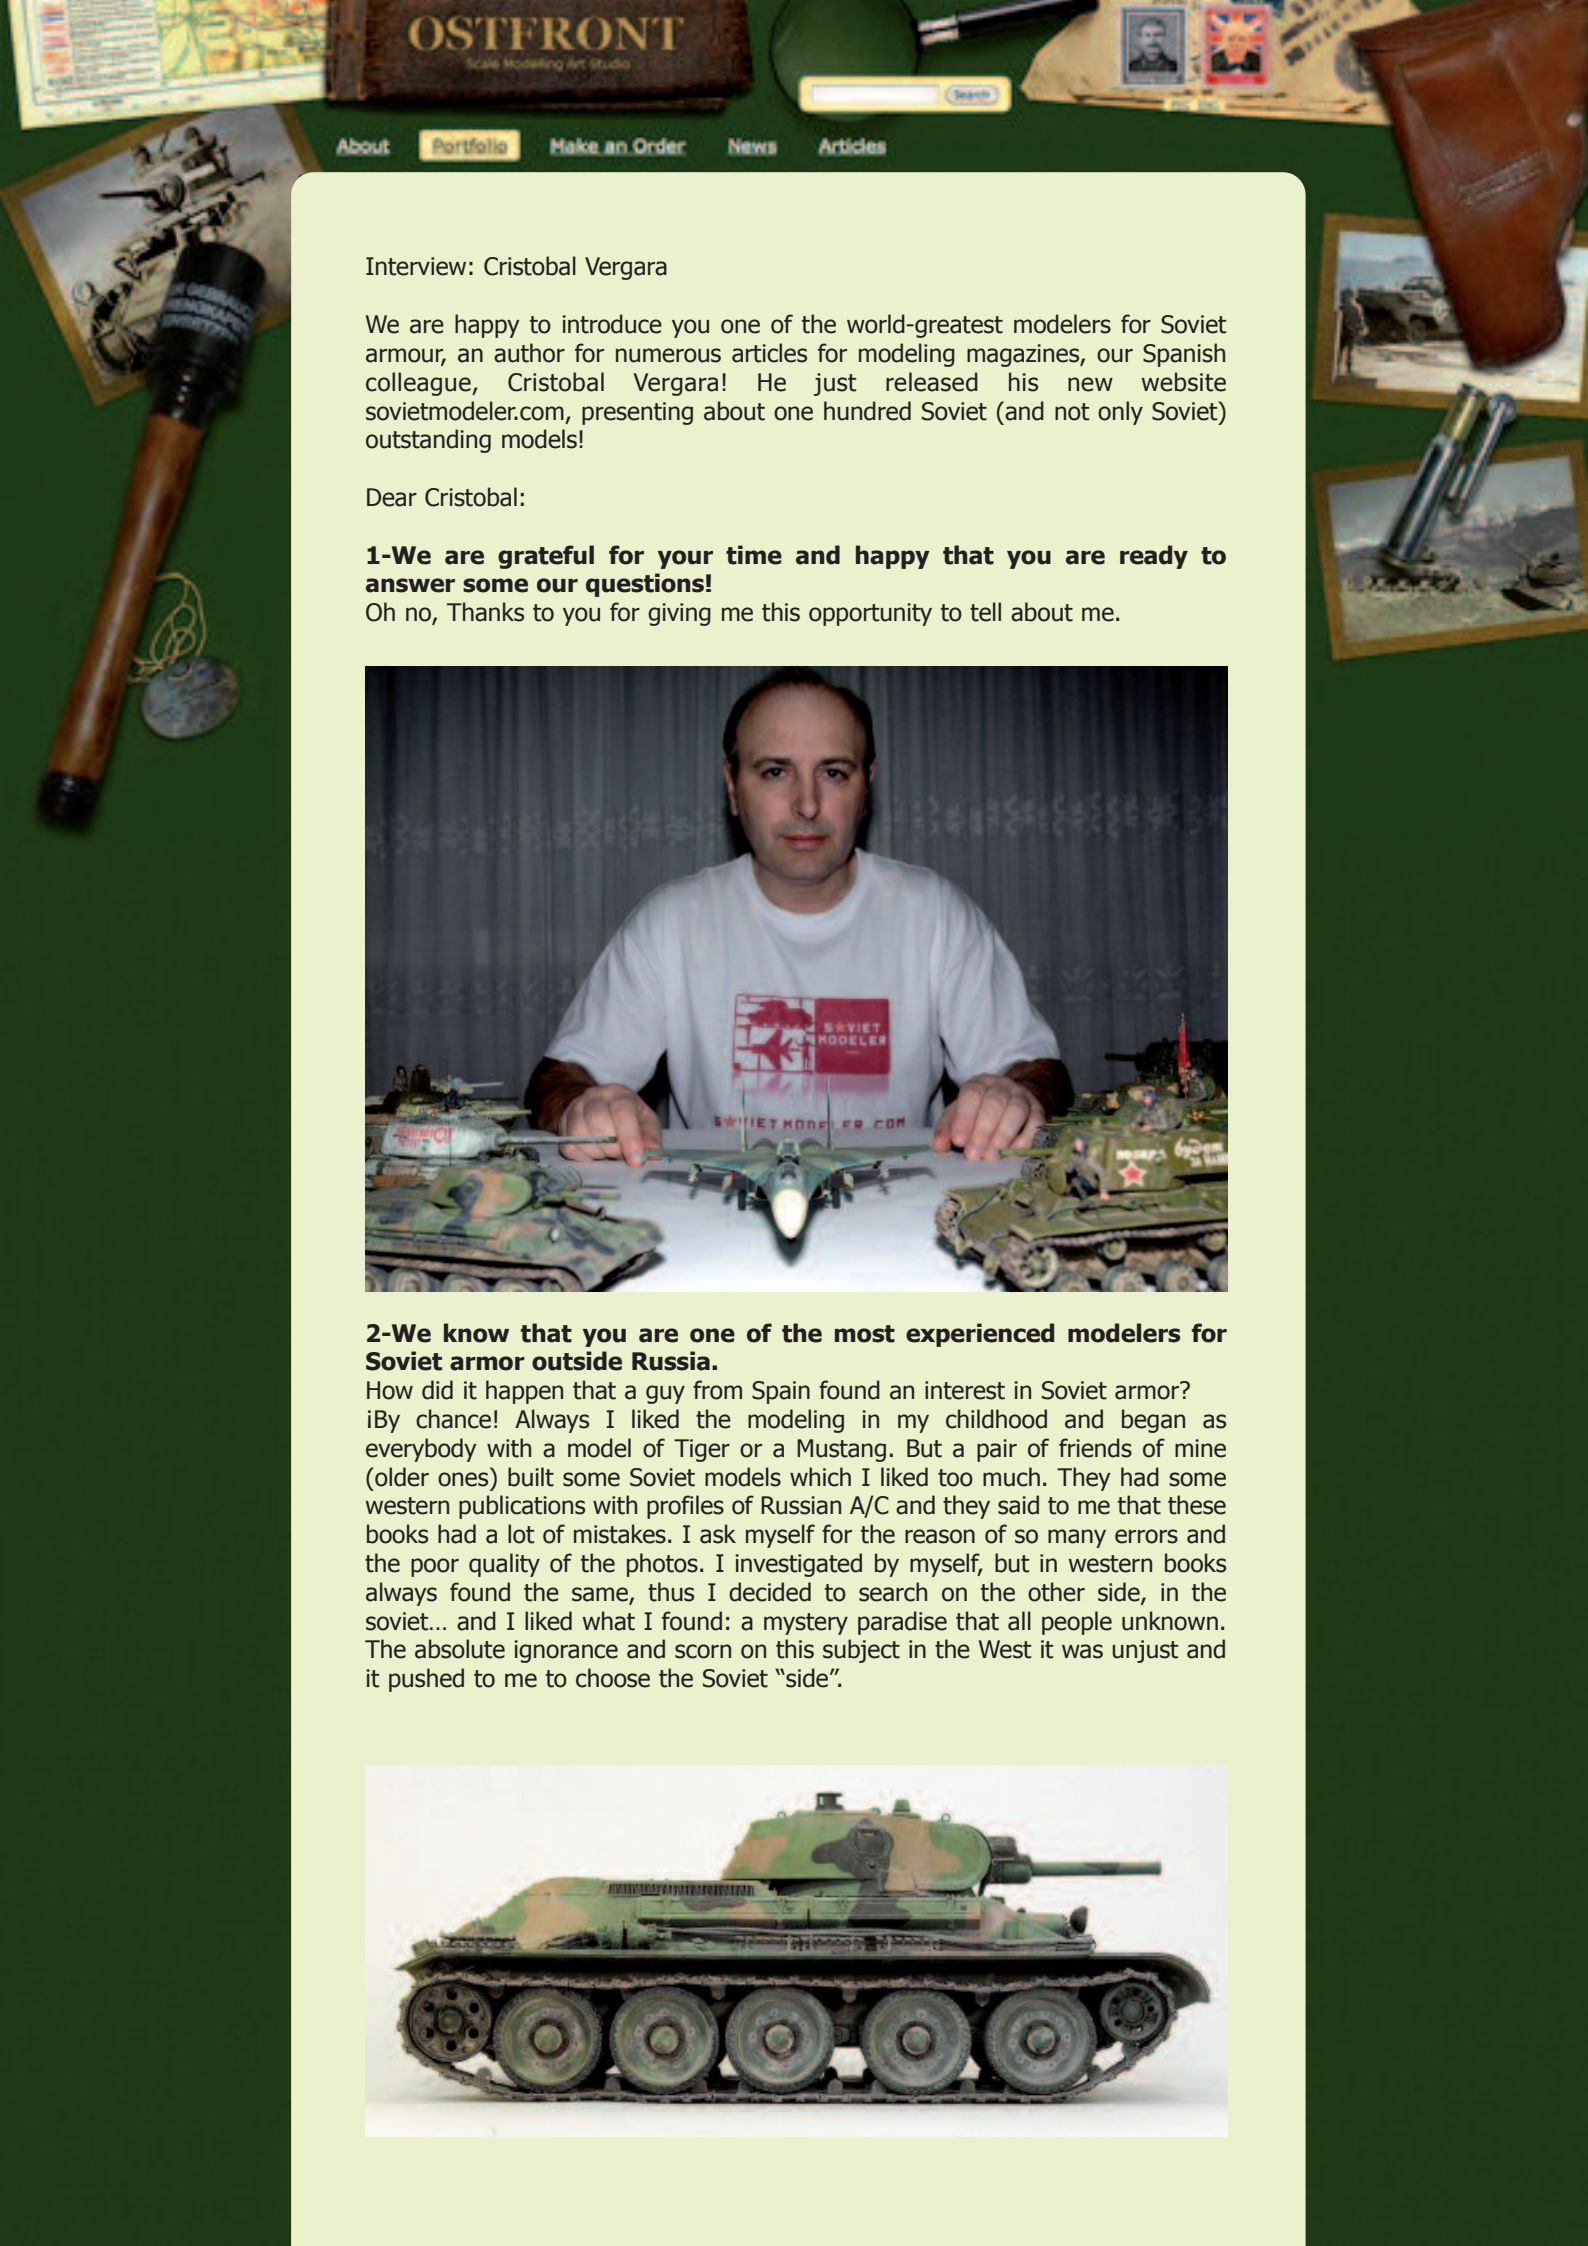 OSTFRONT
Scale Modelling Art Studio
Search
About Portfolio Make an Order News Articles
Interview: Cristobal Vergara
We are happy to introduce you one of the world-greatest modelers for Soviet
armour, an author for numerous articles for modeling magazines, our Spanish
colleague, Cristobal Vergara! He just released his new website
sovietmodeler.com, presenting about one hundred Soviet (and not only Soviet)
outstanding models!
Dear Cristobal:
1-We are grateful for your time and happy that you are ready to
answer some our questions!
Oh no, Thanks to you for giving me this opportunity to tell about me.
S★VIET
MODELER
S★VIETMODELER.COM
будет
2-We know that you are one of the most experienced modelers for
Soviet armor outside Russia.
How did it happen that a guy from Spain found an interest in Soviet armor?
¡By chance! Always I liked the modeling in my childhood and began as
everybody with a model of Tiger or a Mustang. But a pair of friends of mine
(older ones) built some Soviet models which I liked too much. They had some
western publications with profiles of Russian A/C and they said to me that these
books had a lot of mistakes. I ask myself for the reason of so many errors and
the poor quality of the photos. I investigated by myself, but in western books
always found the same, thus I decided to search on the other side, in the
soviet... and I liked what I found: a mystery paradise that all people unknown.
The absolute ignorance and scorn on this subject in the West it was unjust and
it pushed to me to choose the Soviet “side”.